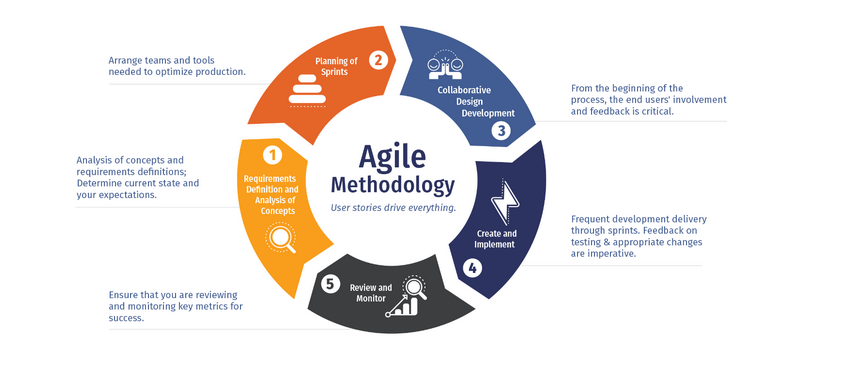 Agile
Methodology
User stories drive everything.
1
Requirements
Definition and
Analysis of
Concepts
Analysis of concepts and
requirements definitions;
Determine current state and
your expectations.
2
Planning of
Sprints
Arrange teams and tools
needed to optimize production.
Collaborative
Design
Development
3
From the beginning of the
process, the end users' involvement
and feedback is critical.
Create and
Implement
4
Frequent development delivery
through sprints. Feedback on
testing & appropriate changes
are imperative.
5
Review and
Monitor
Ensure that you are reviewing
and monitoring key metrics for
success.